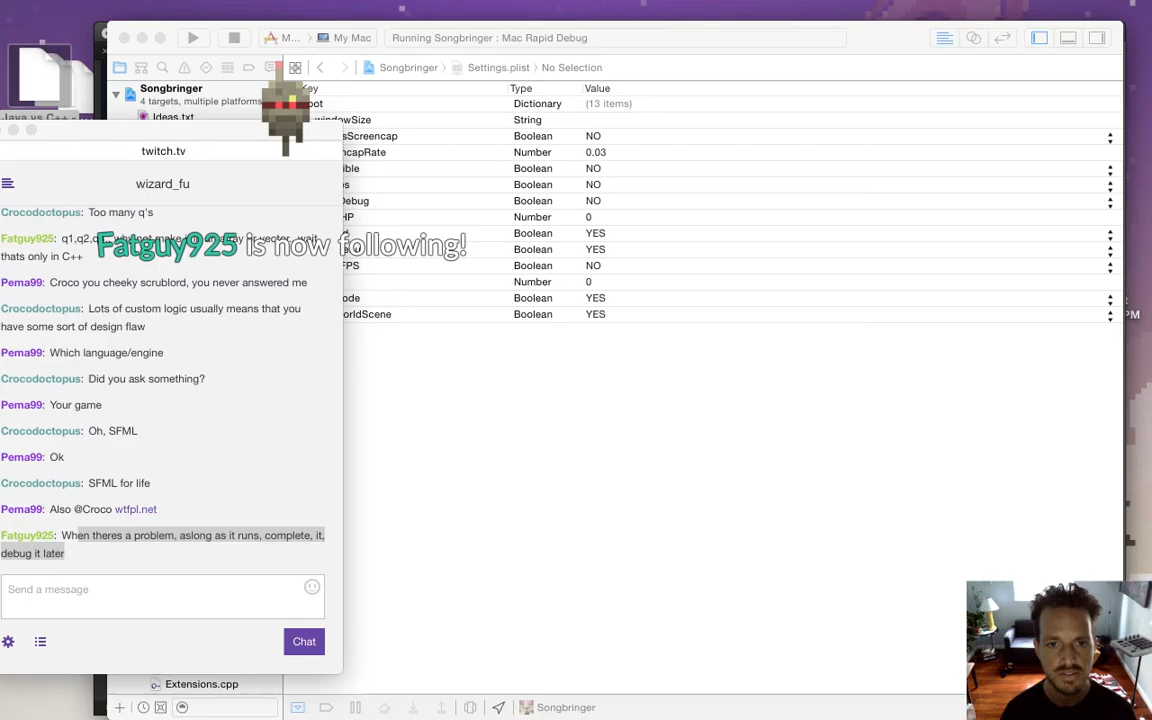 M...
My Mac
Running Songbringer : Mac Rapid Debug
Songbringer
Settings.plist
No Selection
Songbringer
4 targets, multiple platforms
Ideas.txt
Type
Value
Dictionary
(13 items)
windowSize
String
sScreencap
Boolean
NO
capRate
Number
0.03
Boolean
NO
Boolean
NO
Debug
Boolean
NO
HP
Number
0
Boolean
YES
Boolean
YES
FPS
Boolean
NO
Number
0
ode
Boolean
YES
orldScene
Boolean
YES
Java vs C++ -
twitch.tv
wizard_fu
Crocodoctopus: Too many q's
Fatguy925: q1,q2,
thats only in C++
Fatguy925 is now following!
Pema99: Croco you cheeky scrublord, you never answered me
Crocodoctopus: Lots of custom logic usually means that you
have some sort of design flaw
Pema99: Which language/engine
Crocodoctopus: Did you ask something?
Pema99: Your game
Crocodoctopus: Oh, SFML
Pema99: Ok
Crocodoctopus: SFML for life
Pema99: Also @Croco wtfpl.net
Fatguy925: When theres a problem, aslong as it runs, complete, it,
debug it later
Send a message
Chat
Extensions.cpp
Songbringer
PM